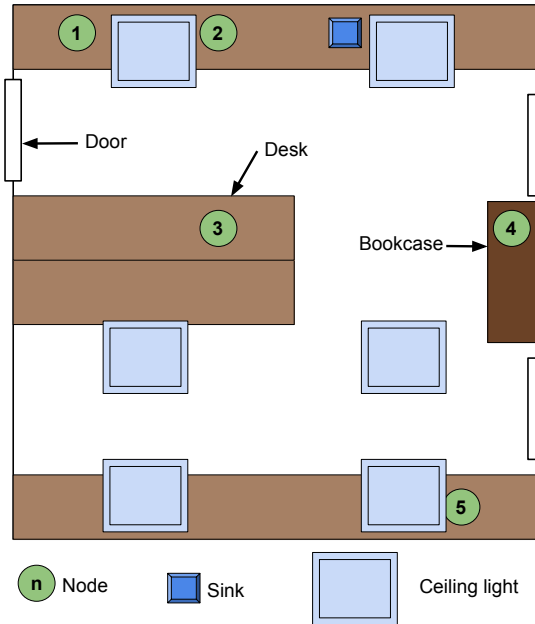 1
2
Door
Desk
3
4
Bookcase
5
n Node
Sink
Ceiling light